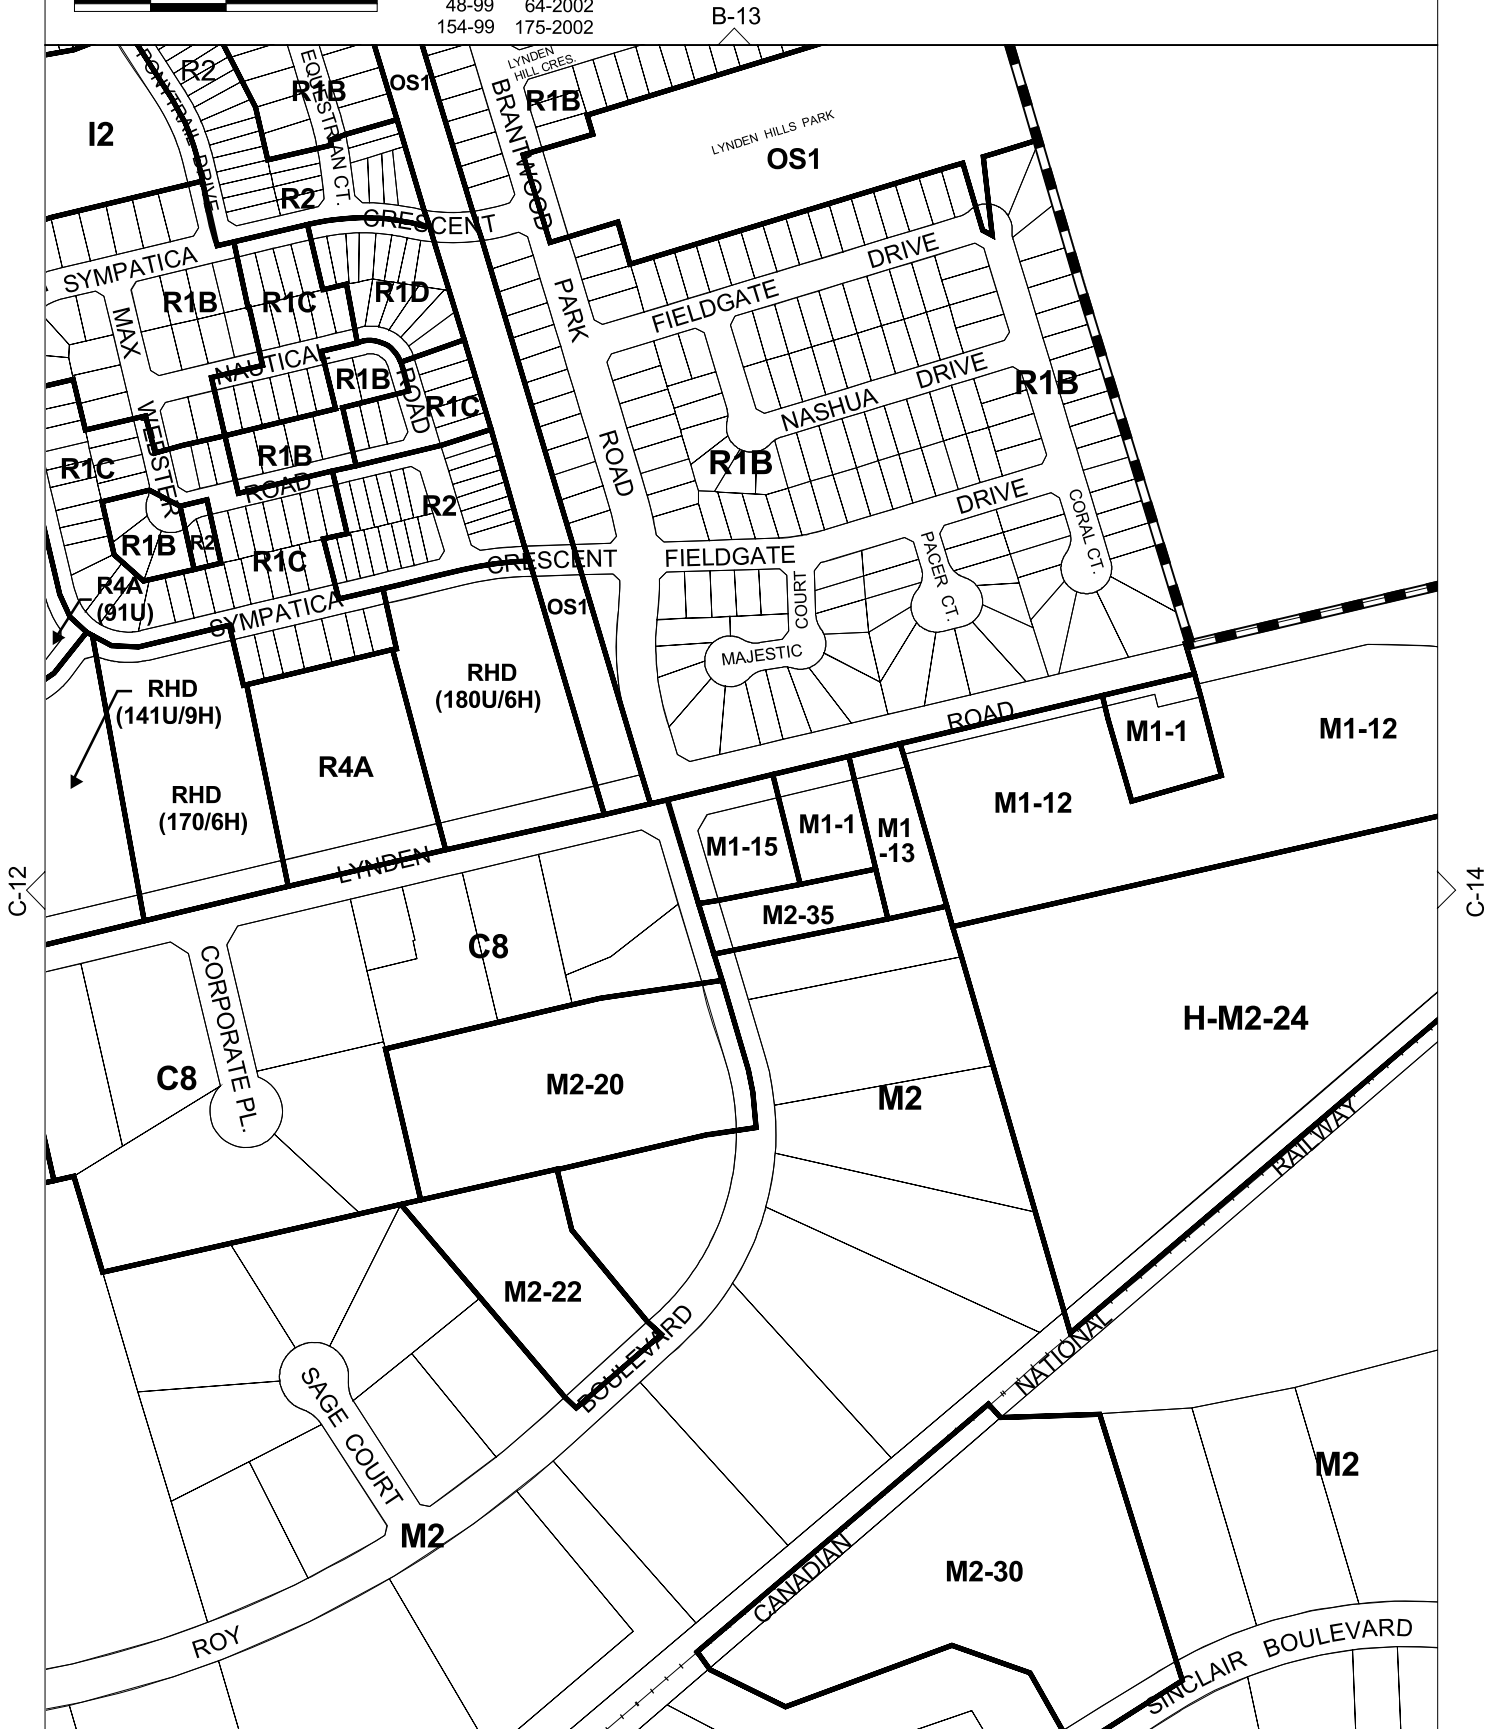 48-99 64-2002
154-99 175-2002
B-13
R2
PONYTRAIL DRIVE
EQUESTRIAN CT.
R1B
OS1
LYNDEN
HILL CRES.
BRANTWOOD
R1B
I2
LYNDEN HILLS PARK
OS1
R2
CRESCENT
SYMPATICA
DRIVE
R1B
R1C
R1D
PARK
FIELDGATE
MAX
NAUTICAL
R1B
ROAD
DRIVE
R1B
R1C
NASHUA
WEBSTER
R1C
R1B
ROAD
R1B
ROAD
R2
DRIVE
CORAL CT.
R1B
R2
R1C
CRESCENT
FIELDGATE
PACER CT.
R4A
(91U)
SYMPATICA
OS1
COURT
MAJESTIC
RHD
(180U/6H)
RHD
(141U/9H)
ROAD
M1-1
M1-12
R4A
RHD
(170/6H)
M1-12
M1-1
M1
-13
M1-15
LYNDEN
C-12
C-14
M2-35
C8
CORPORATE PL.
H-M2-24
C8
M2-20
M2
RAILWAY
M2-22
BOULEVARD
NATIONAL
SAGE COURT
M2
M2
CANADIAN
M2-30
ROY
SINCLAIR BOULEVARD